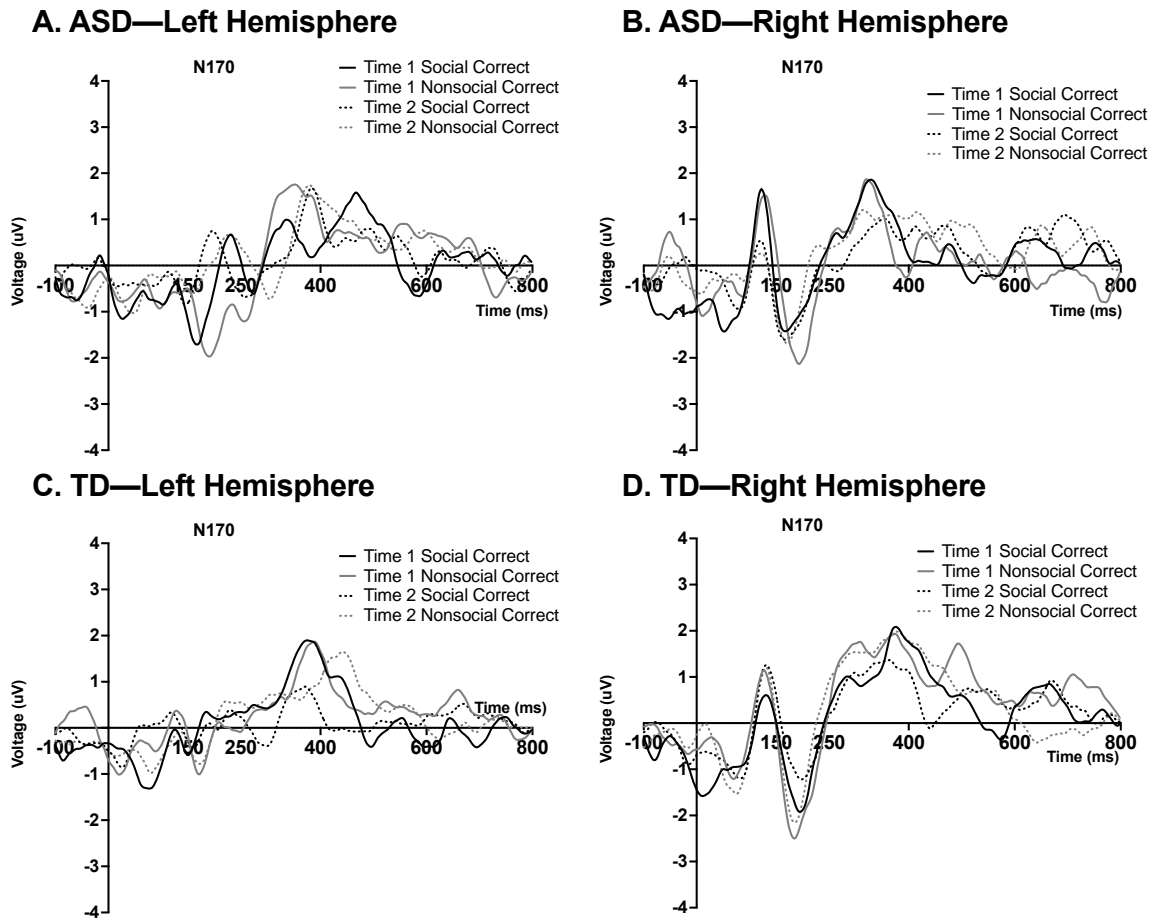 A. ASD—Left Hemisphere
N170
Time 1 Social Correct
Time 1 Nonsocial Correct
Time 2 Social Correct
Time 2 Nonsocial Correct
4
3
2
1
-100
150
250
400
600
800
-1
-2
-3
-4
Voltage (uV)
Time (ms)
B. ASD—Right Hemisphere
N170
Time 1 Social Correct
Time 1 Nonsocial Correct
Time 2 Social Correct
Time 2 Nonsocial Correct
4
3
2
1
-100
150
250
400
600
800
-1
-2
-3
-4
Voltage (uV)
Time (ms)
C. TD—Left Hemisphere
N170
Time 1 Social Correct
Time 1 Nonsocial Correct
Time 2 Social Correct
Time 2 Nonsocial Correct
4
3
2
1
-100
150
250
400
600
800
-1
-2
-3
-4
Voltage (uV)
Time (ms)
D. TD—Right Hemisphere
N170
Time 1 Social Correct
Time 1 Nonsocial Correct
Time 2 Social Correct
Time 2 Nonsocial Correct
4
3
2
1
-100
150
250
400
600
800
-1
-2
-3
-4
Voltage (uV)
Time (ms)